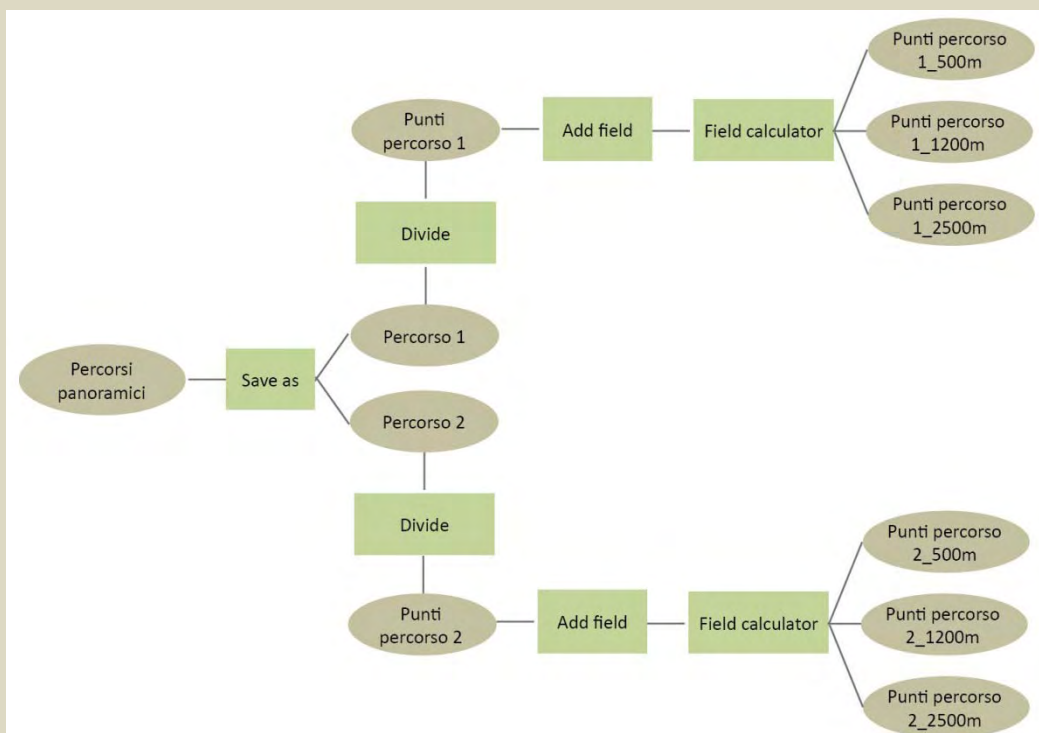 Punti percorso
1_500m
Punti
percorso 1
Add field
Field calculator
Punti percorso
1_1200m
Punti percorso
1_2500m
Divide
Percorso 1
Percorsi
panoramici
Save as
Percorso 2
Divide
Punti
percorso 2
Add field
Field calculator
Punti percorso
2_500m
Punti percorso
2_1200m
Punti percorso
2_2500m